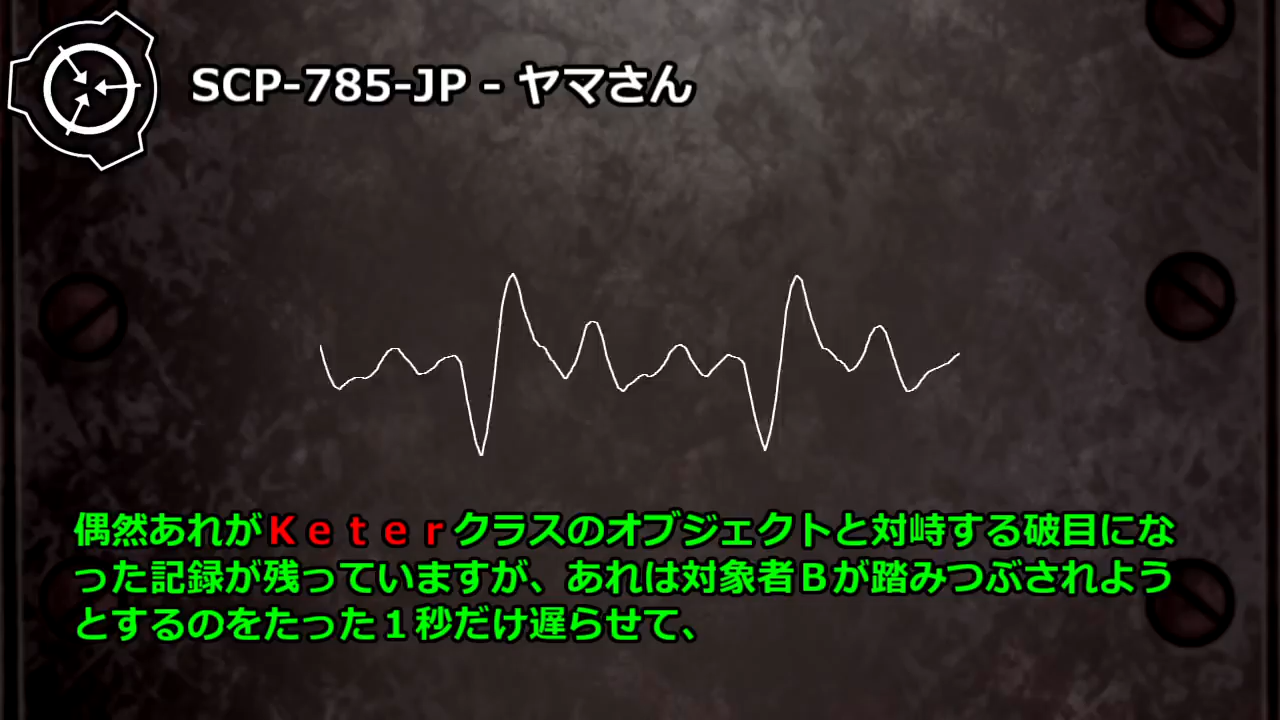 SCP-785-JP - ヤマさん
偶然あれがＫｅｔｅｒクラスのオブジェクトと対峙する破目にな
った記録が残っていますが、あれは対象者Ｂが踏みつぶされよう
とするのをたった１秒だけ遅らせて、